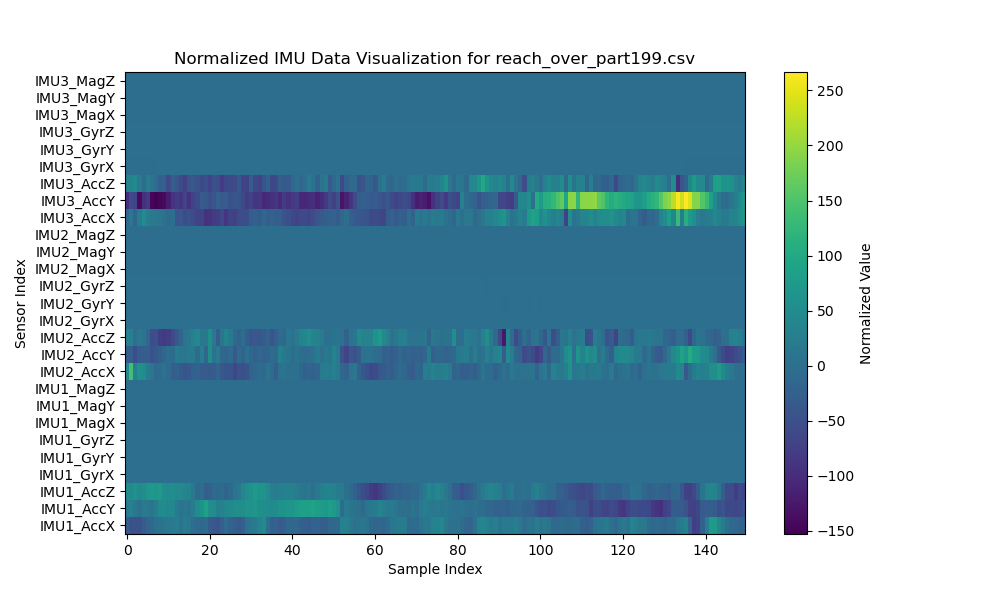 Normalized IMU Data Visualization for reach_over_part199.csv
IMU3_MagZ
IMU3_MagY
IMU3_MagX
IMU3_GyrZ
IMU3_GyrY
IMU3_GyrX
IMU3_AccZ
IMU3_AccY
IMU3_AccX
IMU2_MagZ
IMU2_MagY
IMU2_MagX
IMU2_GyrZ
IMU2_GyrY
IMU2_GyrX
IMU2_AccZ
IMU2_AccY
IMU2_AccX
IMU1_MagZ
IMU1_MagY
IMU1_MagX
IMU1_GyrZ
IMU1_GyrY
IMU1_GyrX
IMU1_AccZ
IMU1_AccY
IMU1_AccX
Sensor Index
0 20 40 60 80 100 120 140
Sample Index
250
200
150
100
50
0
−50
−100
−150
Normalized Value